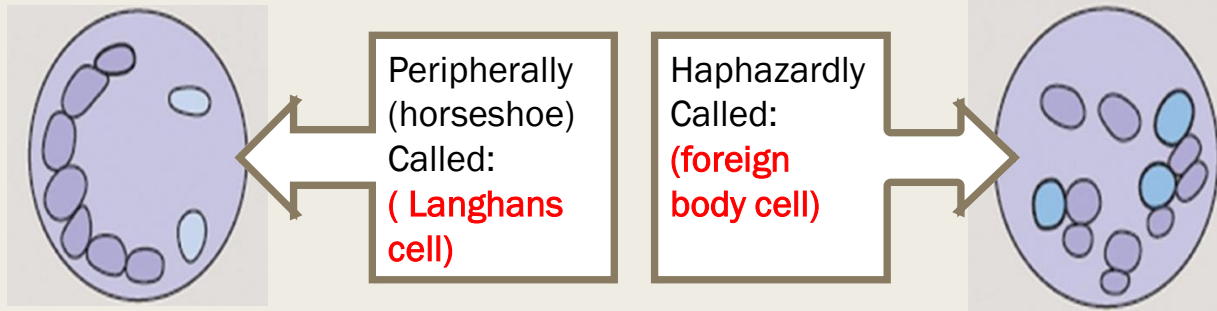 Peripherally
(horseshoe)
Called:
( Langhans
cell)
Haphazardly
Called:
(foreign
body cell)